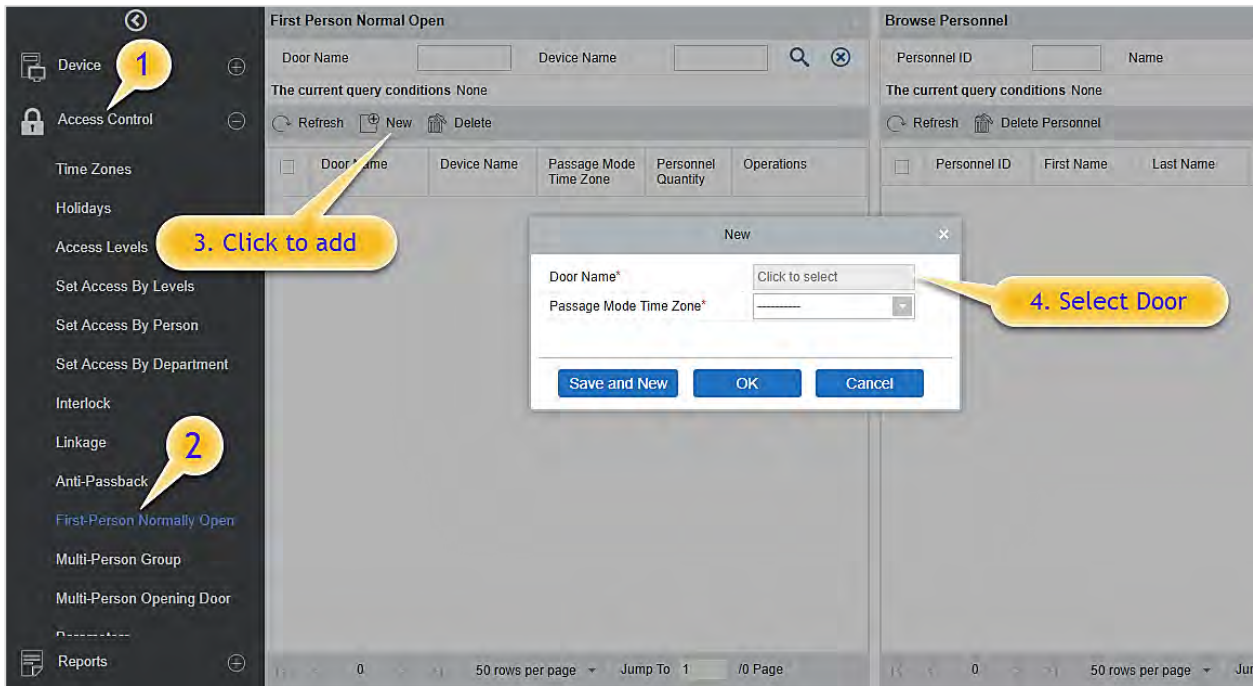 First Person Normal Open
Browse Personnel
Device
1
Door Name
Device Name
Personnel ID
Name
The current query conditions None
The current query conditions None
Access Control
Refresh
New
Delete
Refresh
Delete Personnel
Time Zones
Door Name
Device Name
Passage Mode
Time Zone
Personnel
Quantity
Operations
Personnel ID
First Name
Last Name
Holidays
Access Levels
3. Click to add
New
Set Access By Levels
Door Name*
Click to select
4. Select Door
Passage Mode Time Zone*
----------
Set Access By Person
Set Access By Department
Save and New
OK
Cancel
Interlock
Linkage
2
Anti-Passback
First-Person Normally Open
Multi-Person Group
Multi-Person Opening Door
Reports
0
50 rows per page
Jump To
1
/0 Page
0
50 rows per page